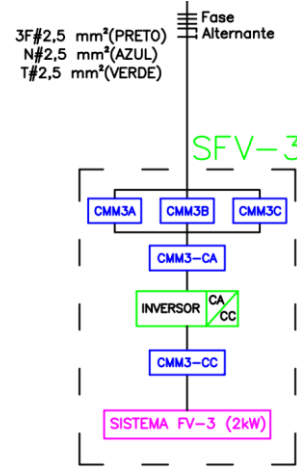 Fase
Alternante
3F#2,5 mm²(PRETO)
N#2,5 mm²(AZUL)
T#2,5 mm²(VERDE)
SFV-3
CMM3A CMM3B CMM3C
CMM3-CA
INVERSOR CA CC
CMM3-CC
SISTEMA FV-3 (2kW)